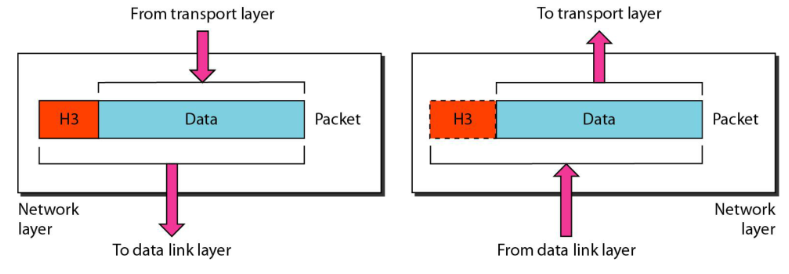 From transport layer
H3
Data
Packet
Network
layer
To data link layer
To transport layer
H3
Data
Packet
Network
layer
From data link layer